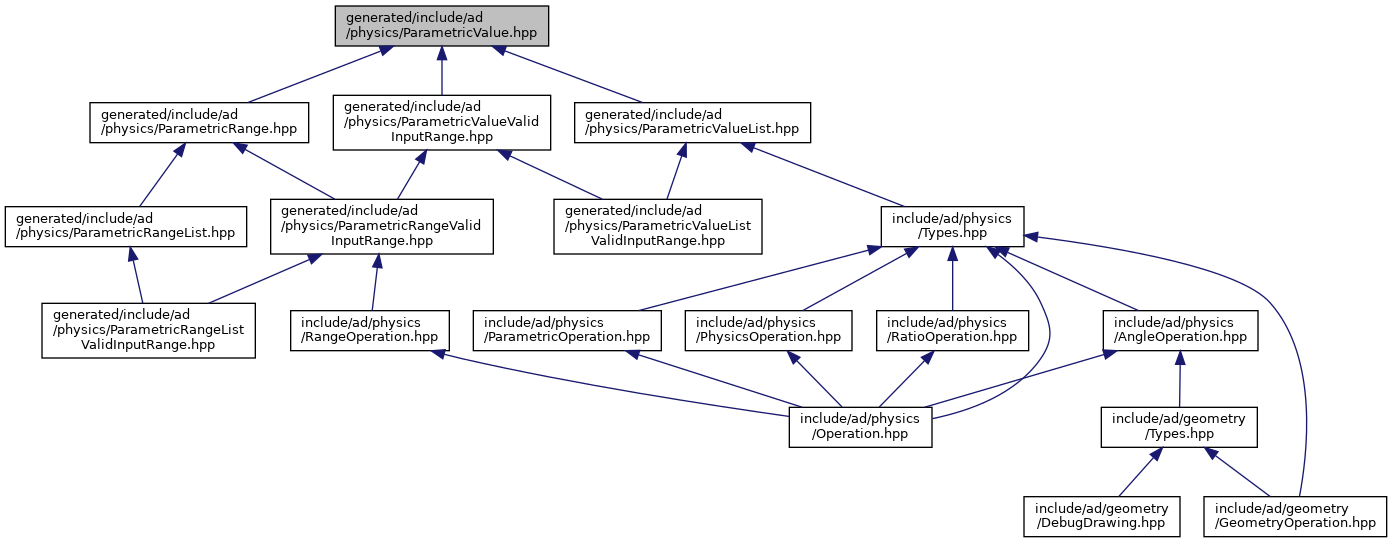 generated/include/ad
/physics/ParametricValue.hpp
generated/include/ad
/physics/ParametricRange.hpp
generated/include/ad
/physics/ParametricValueValid
InputRange.hpp
generated/include/ad
/physics/ParametricValueList.hpp
generated/include/ad
/physics/ParametricRangeList.hpp
generated/include/ad
/physics/ParametricRangeValid
InputRange.hpp
generated/include/ad
/physics/ParametricValueList
ValidInputRange.hpp
include/ad/physics
/Types.hpp
generated/include/ad
/physics/ParametricRangeList
ValidInputRange.hpp
include/ad/physics
/RangeOperation.hpp
include/ad/physics
/ParametricOperation.hpp
include/ad/physics
/PhysicsOperation.hpp
include/ad/physics
/RatioOperation.hpp
include/ad/physics
/AngleOperation.hpp
include/ad/physics
/Operation.hpp
include/ad/geometry
/Types.hpp
include/ad/geometry
/DebugDrawing.hpp
include/ad/geometry
/GeometryOperation.hpp